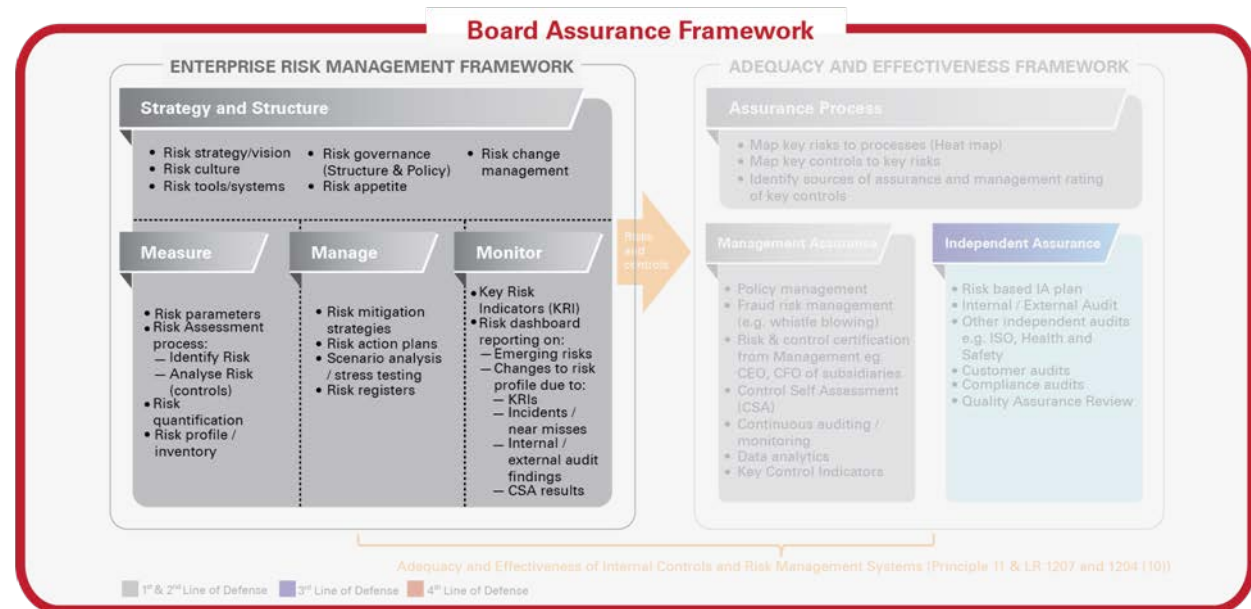 Board Assurance Framework
ENTERPRISE RISK MANAGEMENT FRAMEWORK
Strategy and Structure
• Risk strategy/vision
• Risk culture
• Risk tools/systems
• Risk governance
(Structure & Policy)
• Risk appetite
• Risk change
management
Measure
• Risk parameters
• Risk Assessment
process:
— Identify Risk
— Analyse Risk
(controls)
• Risk
quantification
• Risk profile /
inventory
Manage
• Risk mitigation
strategies
• Risk action plans
• Scenario analysis
/ stress testing
• Risk registers
Monitor
• Key Risk
Indicators (KRI)
• Risk dashboard
reporting on:
— Emerging risks
— Changes to risk
profile due to:
— KRIs
— Incidents /
near misses
— Internal /
external audit
findings
— CSA results
Risks
and
controls
ADEQUACY AND EFFECTIVENESS FRAMEWORK
Assurance Process
• Map key risks to processes (Heat map)
• Map key controls to key risks
• Identify sources of assurance and management rating
of key controls
Management Assurance
• Policy management
• Fraud risk management
(e.g. whistle blowing)
• Risk & control certification
from Management eg
CEO, CFO of subsidiaries
• Control Self Assessment
(CSA)
• Continuous auditing /
monitoring
• Data analytics
• Key Control Indicators
Independent Assurance
• Risk based IA plan
• Internal / External Audit
• Other independent audits
e.g. ISO, Health and
Safety
• Customer audits
• Compliance audits
• Quality Assurance Review
Adequacy and Effectiveness of Internal Controls and Risk Management Systems (Principle 11 & LR 1207 and 1204 (10))
1st & 2nd Line of Defense
3rd Line of Defense
4th Line of Defense